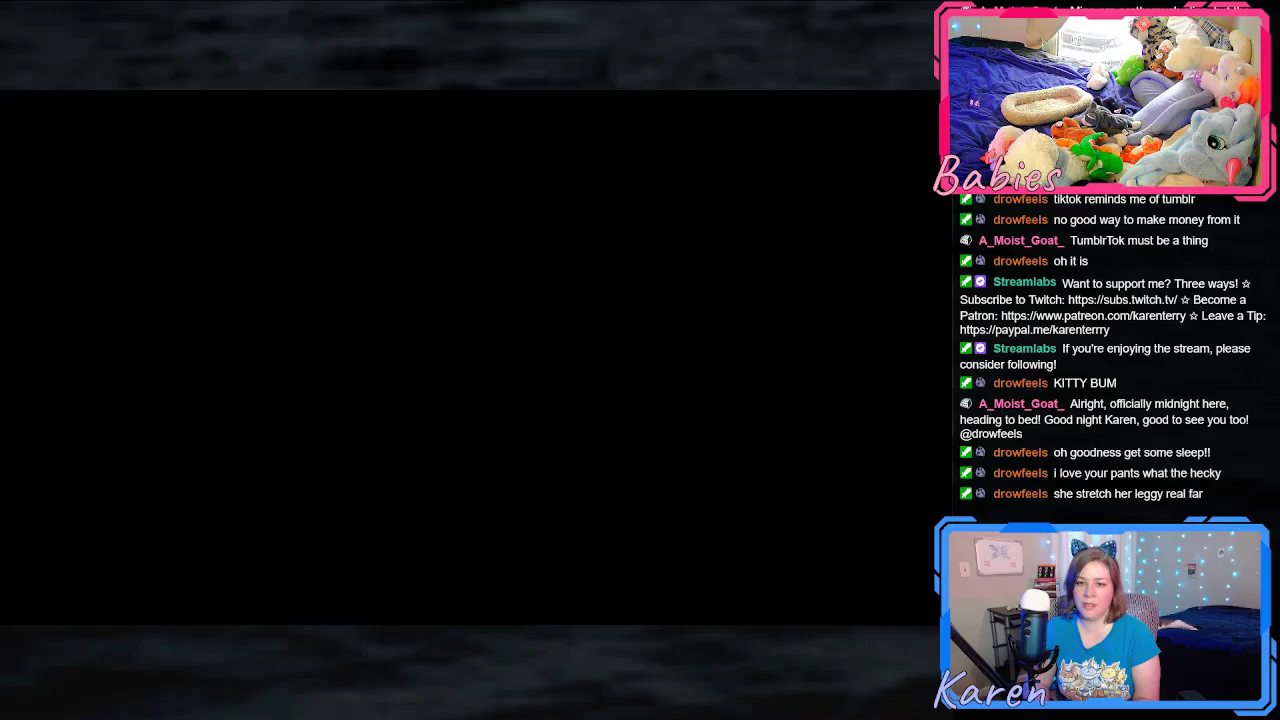 Babies
drowfeels tiktok reminds me of tumblr
drowfeels no good way to make money from it
A_Moist_Goat_ TumblrTok must be a thing
drowfeels oh it is
Streamlabs Want to support me? Three ways! ☆
Subscribe to Twitch: https://subs.twitch.tv/ ☆ Become a
Patron: https://www.patreon.com/karenterry ☆ Leave a Tip:
https://paypal.me/karenterrry
Streamlabs If you're enjoying the stream, please
consider following!
drowfeels KITTY BUM
A_Moist_Goat_ Alright, officially midnight here,
heading to bed! Good night Karen, good to see you too!
@drowfeels
drowfeels oh goodness get some sleep!!
drowfeels i love your pants what the hecky
drowfeels she stretch her leggy real far
Karen